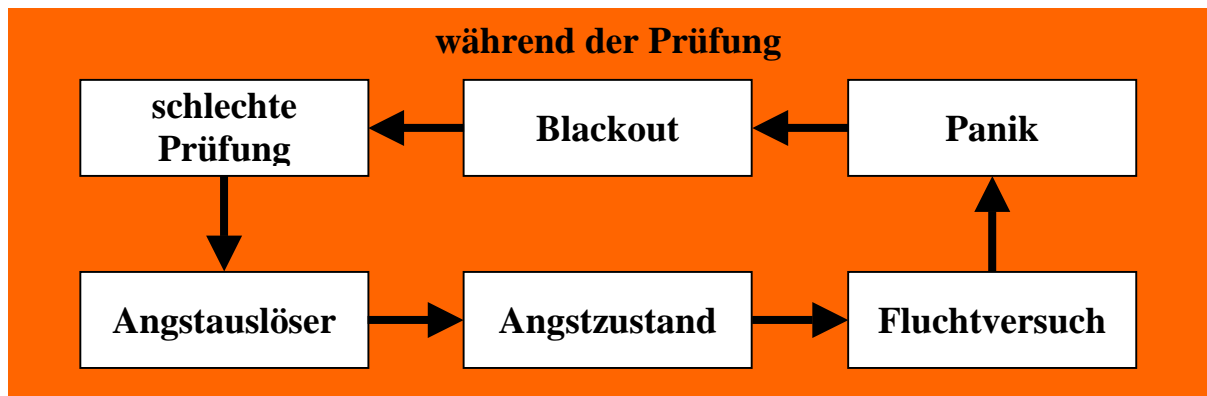 während der Prüfung
schlechte
Prüfung
Blackout
Panik
Angstauslöser
Angstzustand
Fluchtversuch